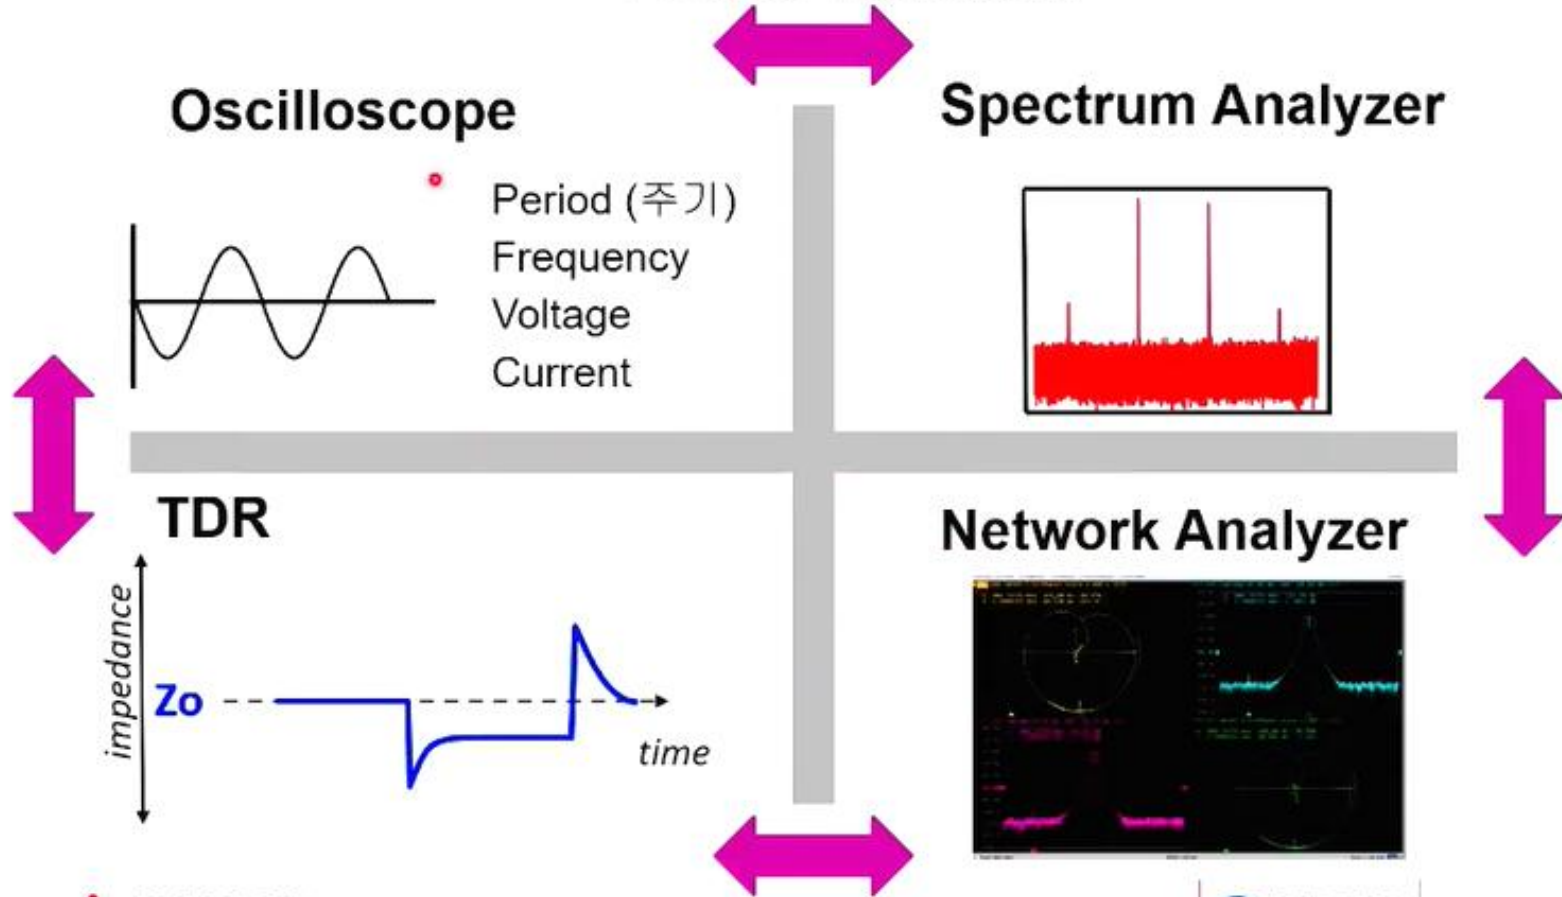 Oscilloscope
Period (주기)
Frequency
Voltage
Current
Spectrum Analyzer
TDR
impedance
Zo
time
Network Analyzer